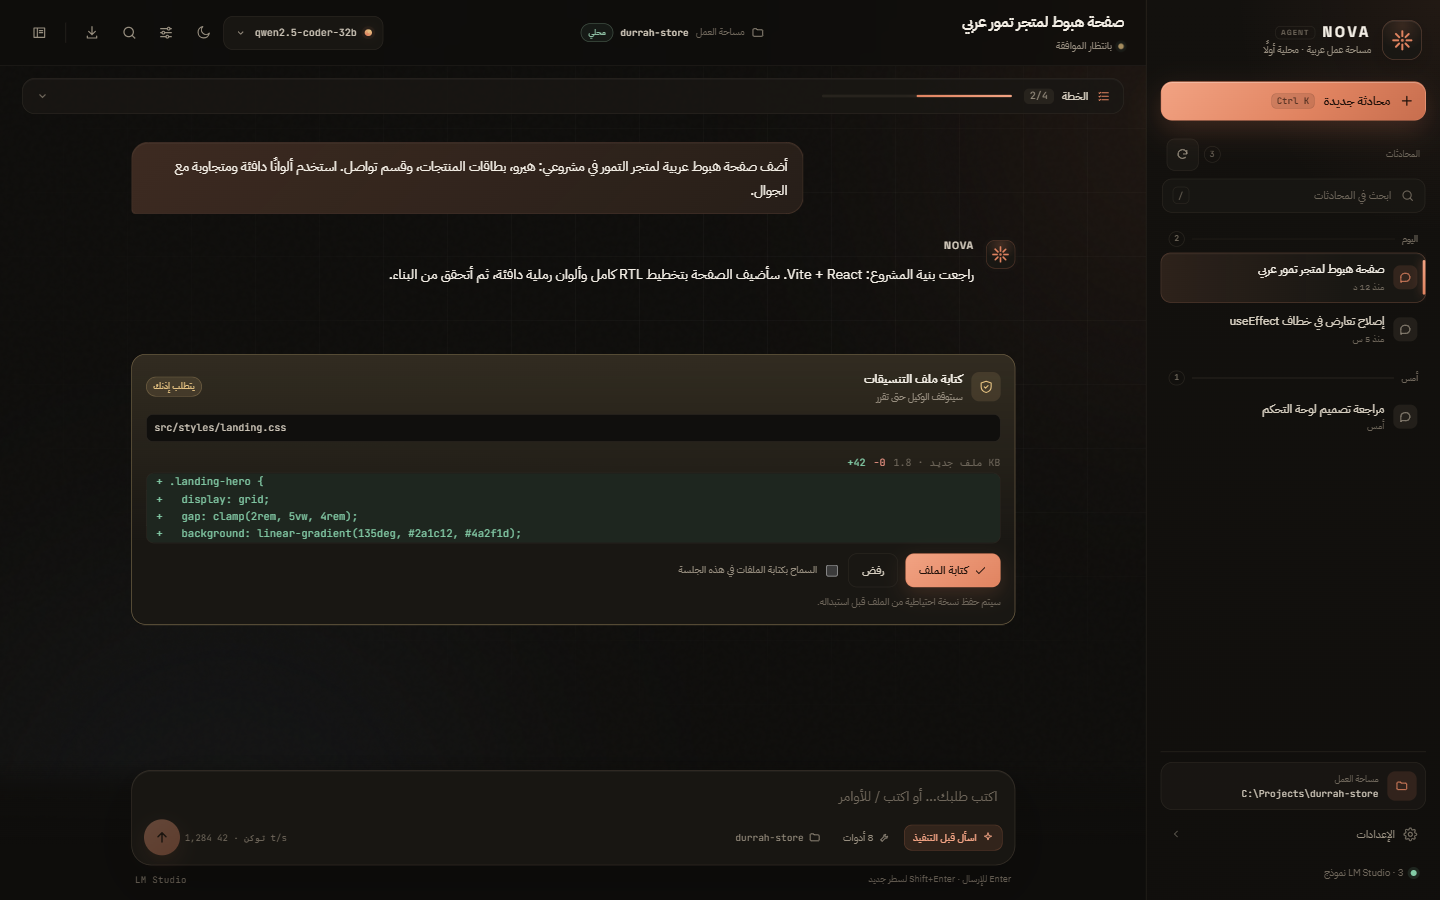 NOVA AGENT
مساحة عمل عربية · محلية أولًا
محادثة جديدة Ctrl K
المحادثات 3
ابحث في المحادثات /
اليوم 2
صفحة هبوط لمتجر تمور عربي
منذ 12 د
إصلاح تعارض في خطاف useEffect
منذ 5 س
أمس 1
مراجعة تصميم لوحة التحكم
أمس
مساحة العمل
C:\Projects\durrah-store
الإعدادات
LM Studio · 3 نموذج
صفحة هبوط لمتجر تمور عربي
بانتظار الموافقة
مساحة العمل durrah-store محلي
qwen2.5-coder-32b
الخطة 2/4
أضف صفحة هبوط عربية لمتجر التمور في مشروعي: هيرو، بطاقات المنتجات، وقسم تواصل. استخدم ألوانًا دافئة ومتجاوبة مع
الجوال.
NOVA
راجعت بنية المشروع: Vite + React. سأضيف الصفحة بتخطيط RTL كامل وألوان رملية دافئة، ثم أتحقق من البناء.
كتابة ملف التنسيقات
يتطلب إذنك
سيتوقف الوكيل حتى تقرر
src/styles/landing.css
+42 -0 1.8 · ملف جديد KB
+ .landing-hero {
+   display: grid;
+   gap: clamp(2rem, 5vw, 4rem);
+   background: linear-gradient(135deg, #2a1c12, #4a2f1d);
كتابة الملف رفض السماح بكتابة الملفات في هذه الجلسة
سيتم حفظ نسخة احتياطية من الملف قبل استبداله.
اكتب طلبك... أو اكتب / للأوامر
اسأل قبل التنفيذ 8 أدوات durrah-store
1,284 توكن · 42 t/s
Enter للإرسال · Shift+Enter لسطر جديد
LM Studio